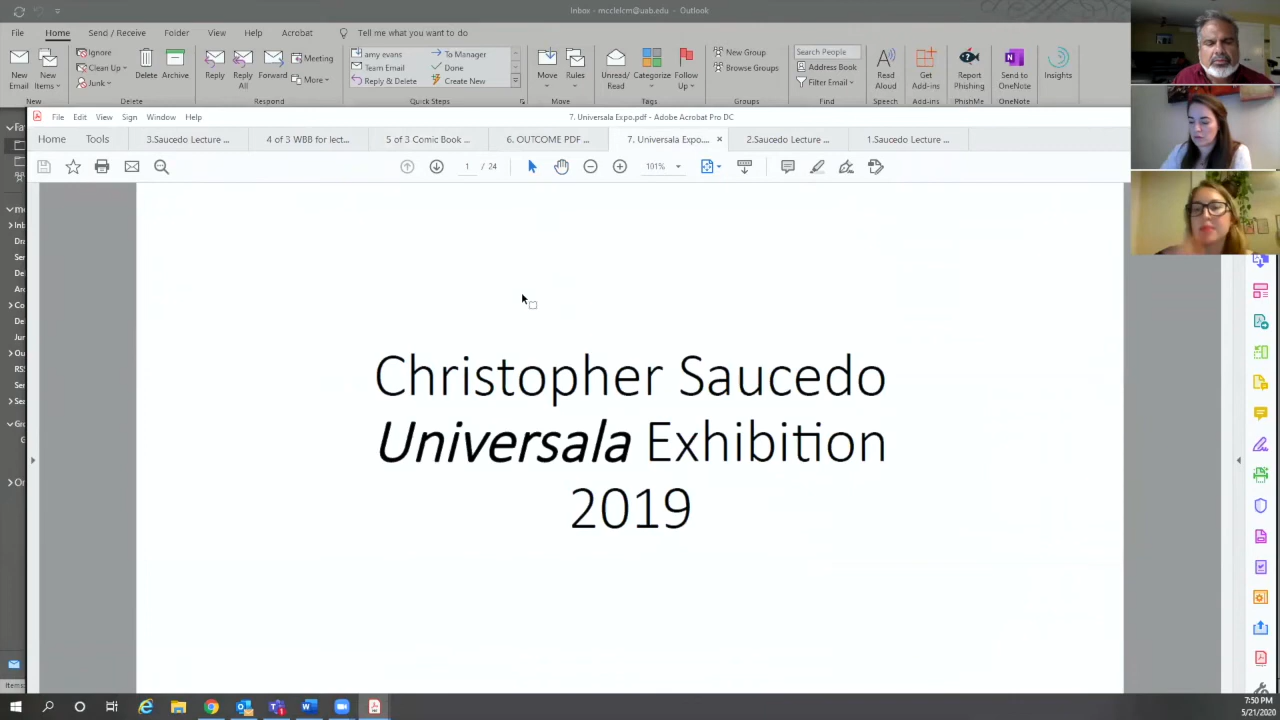 Inbox - mcclelcm@uab.edu - Outlook
File Home Send / Receive Folder View Help Acrobat Tell me what you want to do
New Email
New Items
Ignore
Clean Up
Junk
Delete
Archive
Reply
Reply All
Forward
Meeting
More
amy evans
Team Email
Reply & Delete
To Manager
Done
Create New
Move
Rules
Unread/ Read
Categorize
Follow Up
New Group
Browse Groups
Search People
Address Book
Filter Email
Read Aloud
Get Add-ins
Report Phishing
Send to OneNote
Insights
New Delete Respond Quick Steps Move Tags Groups Find Speech Add-ins PhishMe OneNote
File Edit View Sign Window Help
7. Universala Expo.pdf - Adobe Acrobat Pro DC
Home Tools 3.Saucedo Lecture ... 4 of 3 WBB for lect... 5 of 3 Comic Book ... 6. OUTCOME PDF ... 7. Universala Expo.... × 2.Saucedo Lecture ... 1.Saucedo Lecture ...
1 / 24 101%
Christopher Saucedo
Universala Exhibition
2019
7:50 PM
5/21/2020